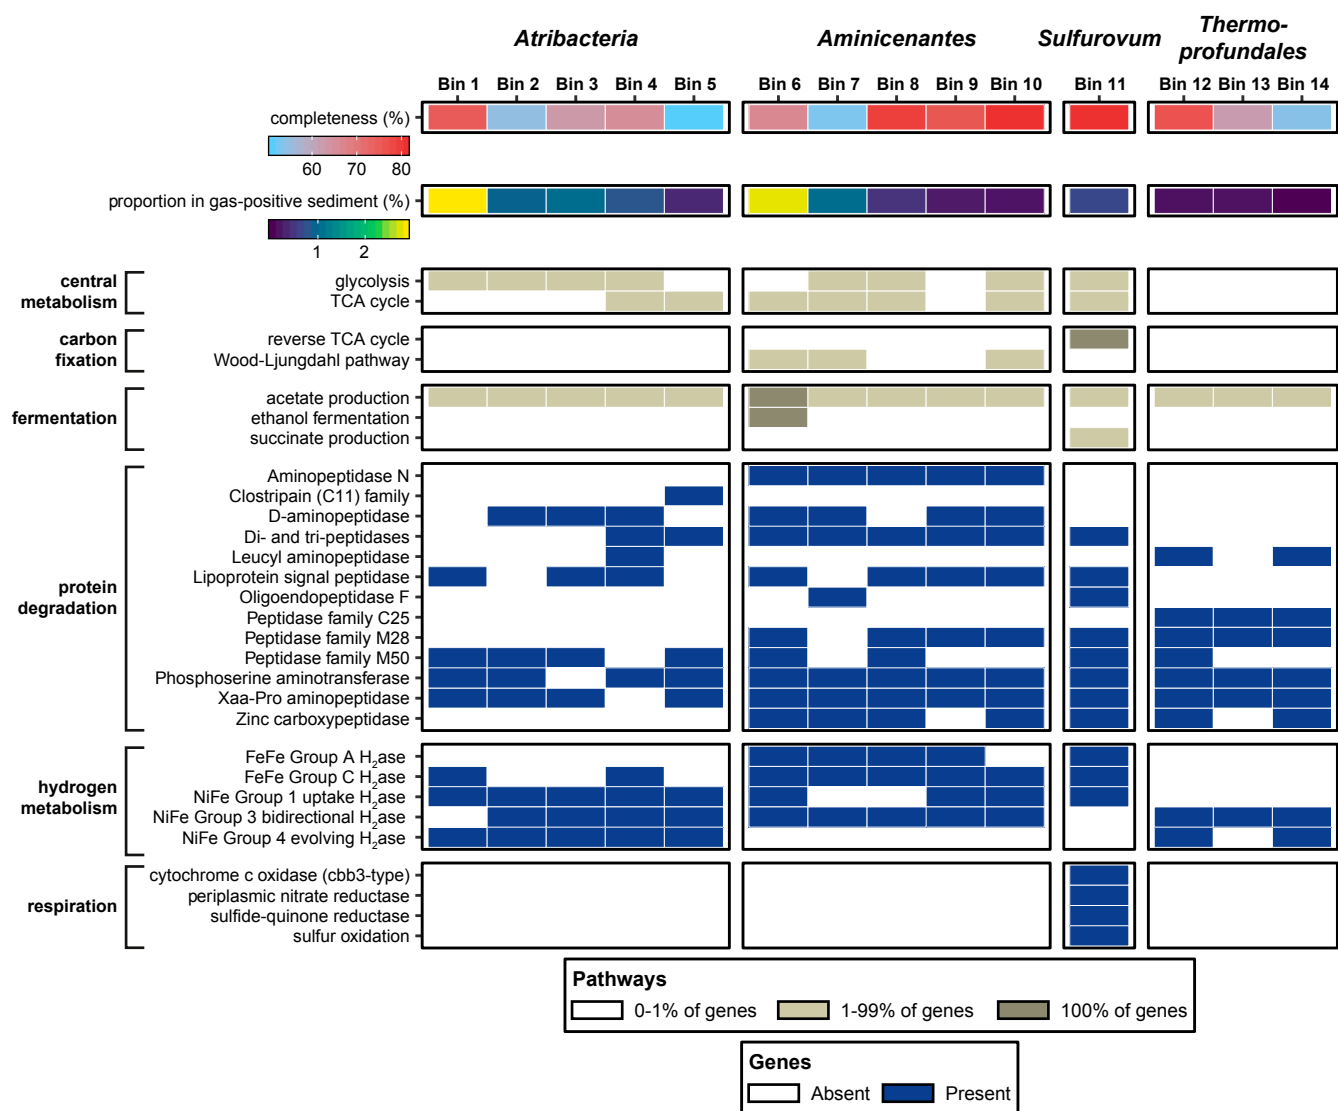 Atribacteria
Aminicenantes
Sulfurovum
Thermo-
profundales
Bin 1 Bin 2 Bin 3 Bin 4 Bin 5 Bin 6 Bin 7 Bin 8 Bin 9 Bin 10 Bin 11 Bin 12 Bin 13 Bin 14
completeness (%)
60 70 80
proportion in gas-positive sediment (%)
1 2
central
metabolism
glycolysis
TCA cycle
carbon
fixation
reverse TCA cycle
Wood-Ljungdahl pathway
fermentation
acetate production
ethanol fermentation
succinate production
protein
degradation
Aminopeptidase N
Clostripain (C11) family
D-aminopeptidase
Di- and tri-peptidases
Leucyl aminopeptidase
Lipoprotein signal peptidase
Oligoendopeptidase F
Peptidase family C25
Peptidase family M28
Peptidase family M50
Phosphoserine aminotransferase
Xaa-Pro aminopeptidase
Zinc carboxypeptidase
hydrogen
metabolism
FeFe Group A H₂ase
FeFe Group C H₂ase
NiFe Group 1 uptake H₂ase
NiFe Group 3 bidirectional H₂ase
NiFe Group 4 evolving H₂ase
respiration
cytochrome c oxidase (cbb3-type)
periplasmic nitrate reductase
sulfide-quinone reductase
sulfur oxidation
Pathways
0-1% of genes 1-99% of genes 100% of genes
Genes
Absent Present